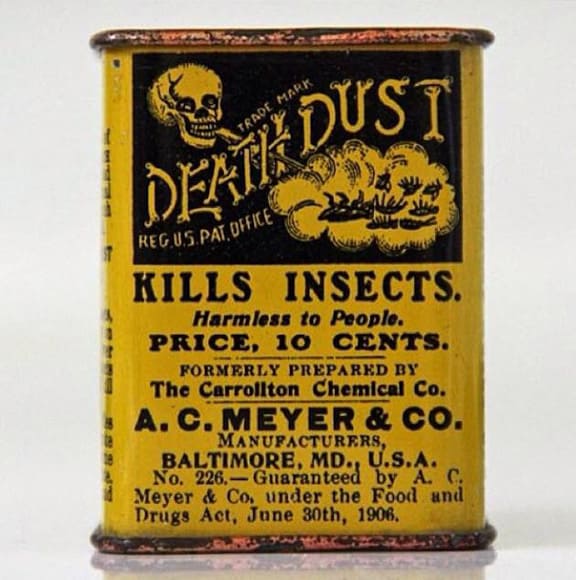 TRADE MARK
DEATH DUST
REG. U.S. PAT. OFFICE
KILLS INSECTS.
Harmless to People.
PRICE, 10 CENTS.
FORMERLY PREPARED BY
The Carrollton Chemical Co.
A. C. MEYER & CO.
MANUFACTURERS,
BALTIMORE, MD., U.S.A.
No. 226.—Guaranteed by A. C.
Meyer & Co. under the Food and
Drugs Act, June 30th, 1906.